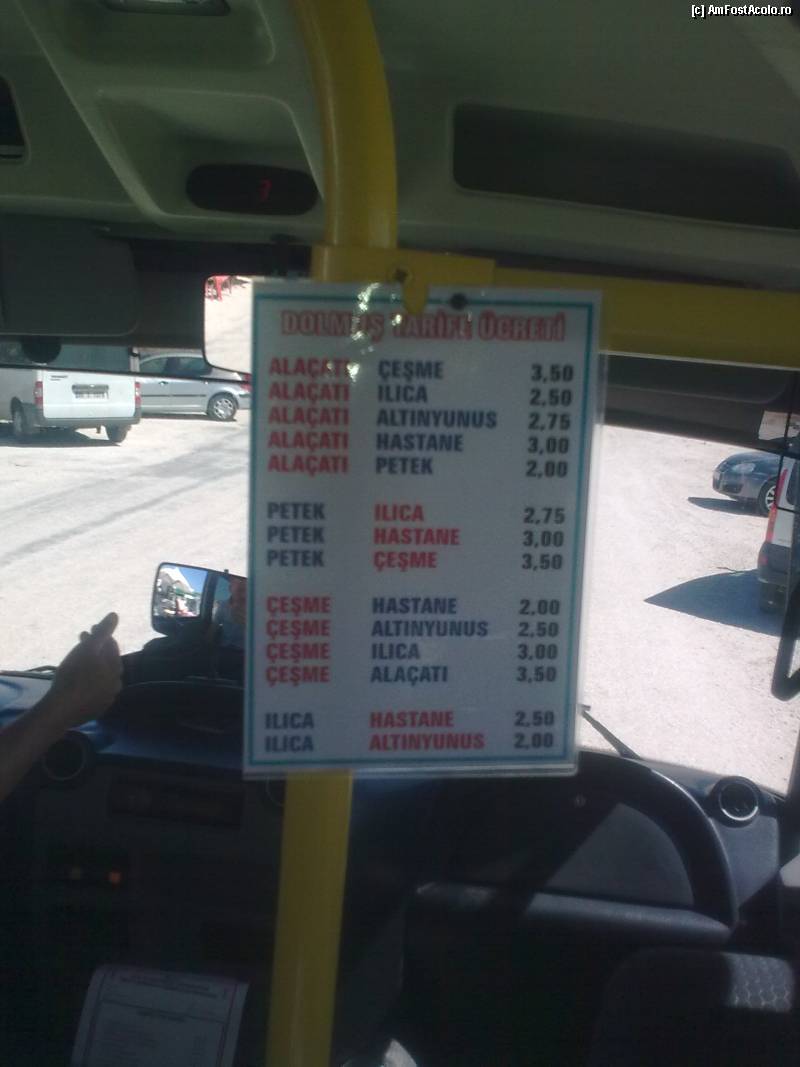 [c] AmFostAcolo.ro
7
DOLMUŞ TARİFE ÜCRETİ
ALAÇATI ÇEŞME 3,50
ALAÇATI ILICA 2,50
ALAÇATI ALTINYUNUS 2,75
ALAÇATI HASTANE 3,00
ALAÇATI PETEK 2,00
PETEK ILICA 2,75
PETEK HASTANE 3,00
PETEK ÇEŞME 3,50
ÇEŞME HASTANE 2,00
ÇEŞME ALTINYUNUS 2,50
ÇEŞME ILICA 3,00
ÇEŞME ALAÇATI 3,50
ILICA HASTANE 2,50
ILICA ALTINYUNUS 2,00